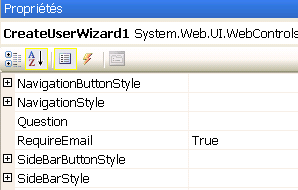 Propriétés
CreateUserWizard1 System.Web.UI.WebControls
NavigationButtonStyle
NavigationStyle
Question
RequireEmail True
SideBarButtonStyle
SideBarStyle